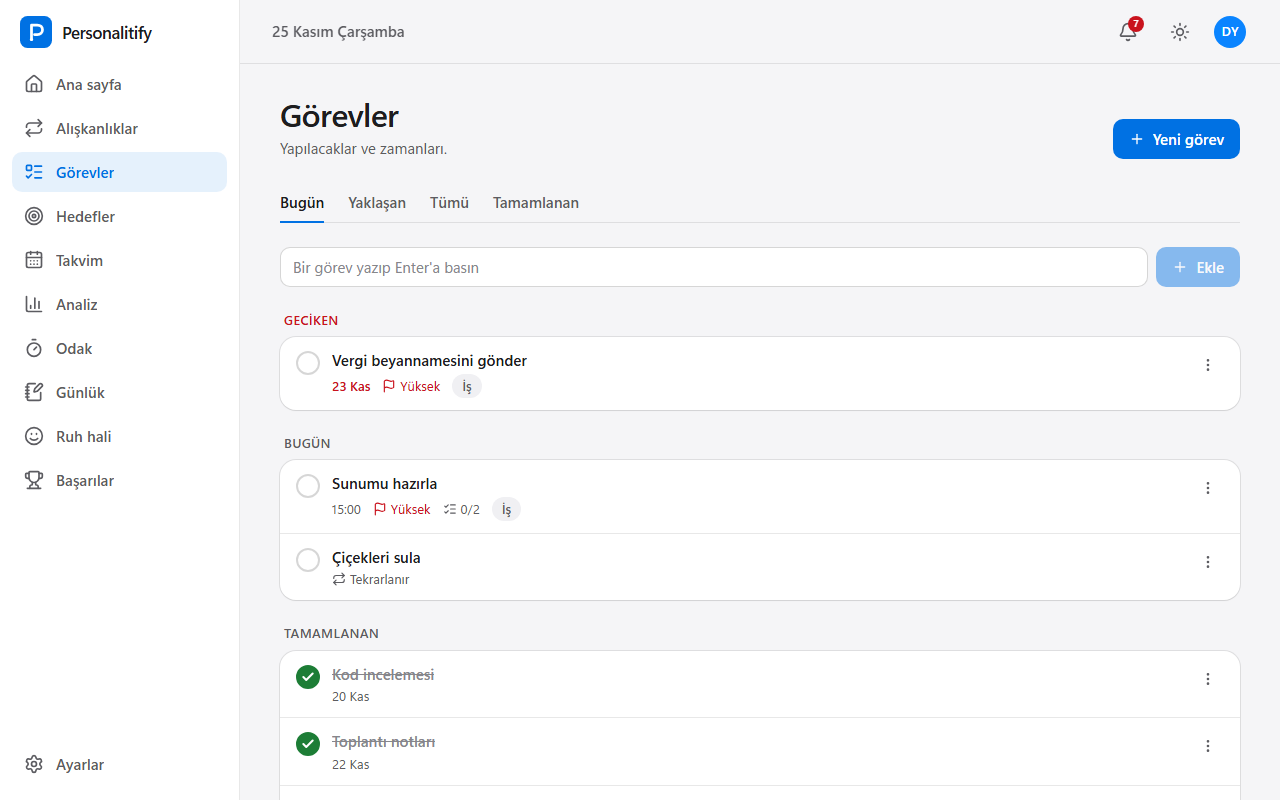 Personalitify
25 Kasım Çarşamba
7
DY
Ana sayfa
Alışkanlıklar
Görevler
Hedefler
Takvim
Analiz
Odak
Günlük
Ruh hali
Başarılar
Ayarlar
Görevler
Yapılacaklar ve zamanları.
Yeni görev
Bugün Yaklaşan Tümü Tamamlanan
Bir görev yazıp Enter'a basın
Ekle
GECİKEN
Vergi beyannamesini gönder
23 Kas Yüksek İş
BUGÜN
Sunumu hazırla
15:00 Yüksek 0/2 İş
Çiçekleri sula
Tekrarlanır
TAMAMLANAN
Kod incelemesi
20 Kas
Toplantı notları
22 Kas